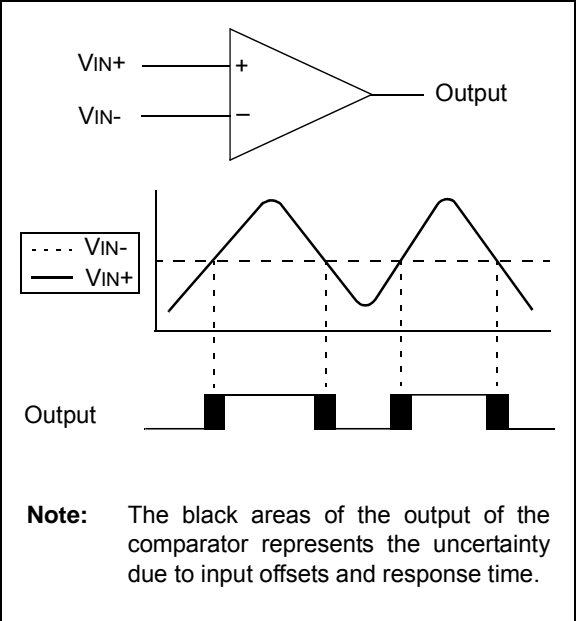 VIN+
+
Output
VIN-
–
VIN-
VIN+
Output
Note: The black areas of the output of the
comparator represents the uncertainty
due to input offsets and response time.